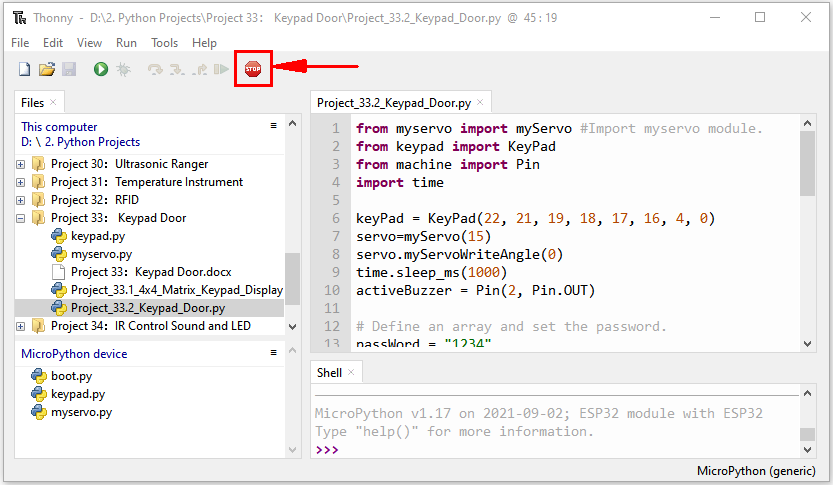 Thonny - D:\2. Python Projects\Project 33： Keypad Door\Project_33.2_Keypad_Door.py @ 45:19
File Edit View Run Tools Help
STOP
Files
This computer
D: \ 2. Python Projects
Project 30：Ultrasonic Ranger
Project 31：Temperature Instrument
Project 32：RFID
Project 33： Keypad Door
keypad.py
myservo.py
Project 33：Keypad Door.docx
Project_33.1_4x4_Matrix_Keypad_Display
Project_33.2_Keypad_Door.py
Project 34：IR Control Sound and LED
MicroPython device
boot.py
keypad.py
myservo.py
Project_33.2_Keypad_Door.py
1 from myservo import myServo #Import myservo module.
2 from keypad import KeyPad
3 from machine import Pin
4 import time
5
6 keyPad = KeyPad(22, 21, 19, 18, 17, 16, 4, 0)
7 servo=myServo(15)
8 servo.myServoWriteAngle(0)
9 time.sleep_ms(1000)
10 activeBuzzer = Pin(2, Pin.OUT)
11
12 # Define an array and set the password.
13 passWord = "1234"
Shell
MicroPython v1.17 on 2021-09-02; ESP32 module with ESP32
Type "help()" for more information.
>>>
MicroPython (generic)